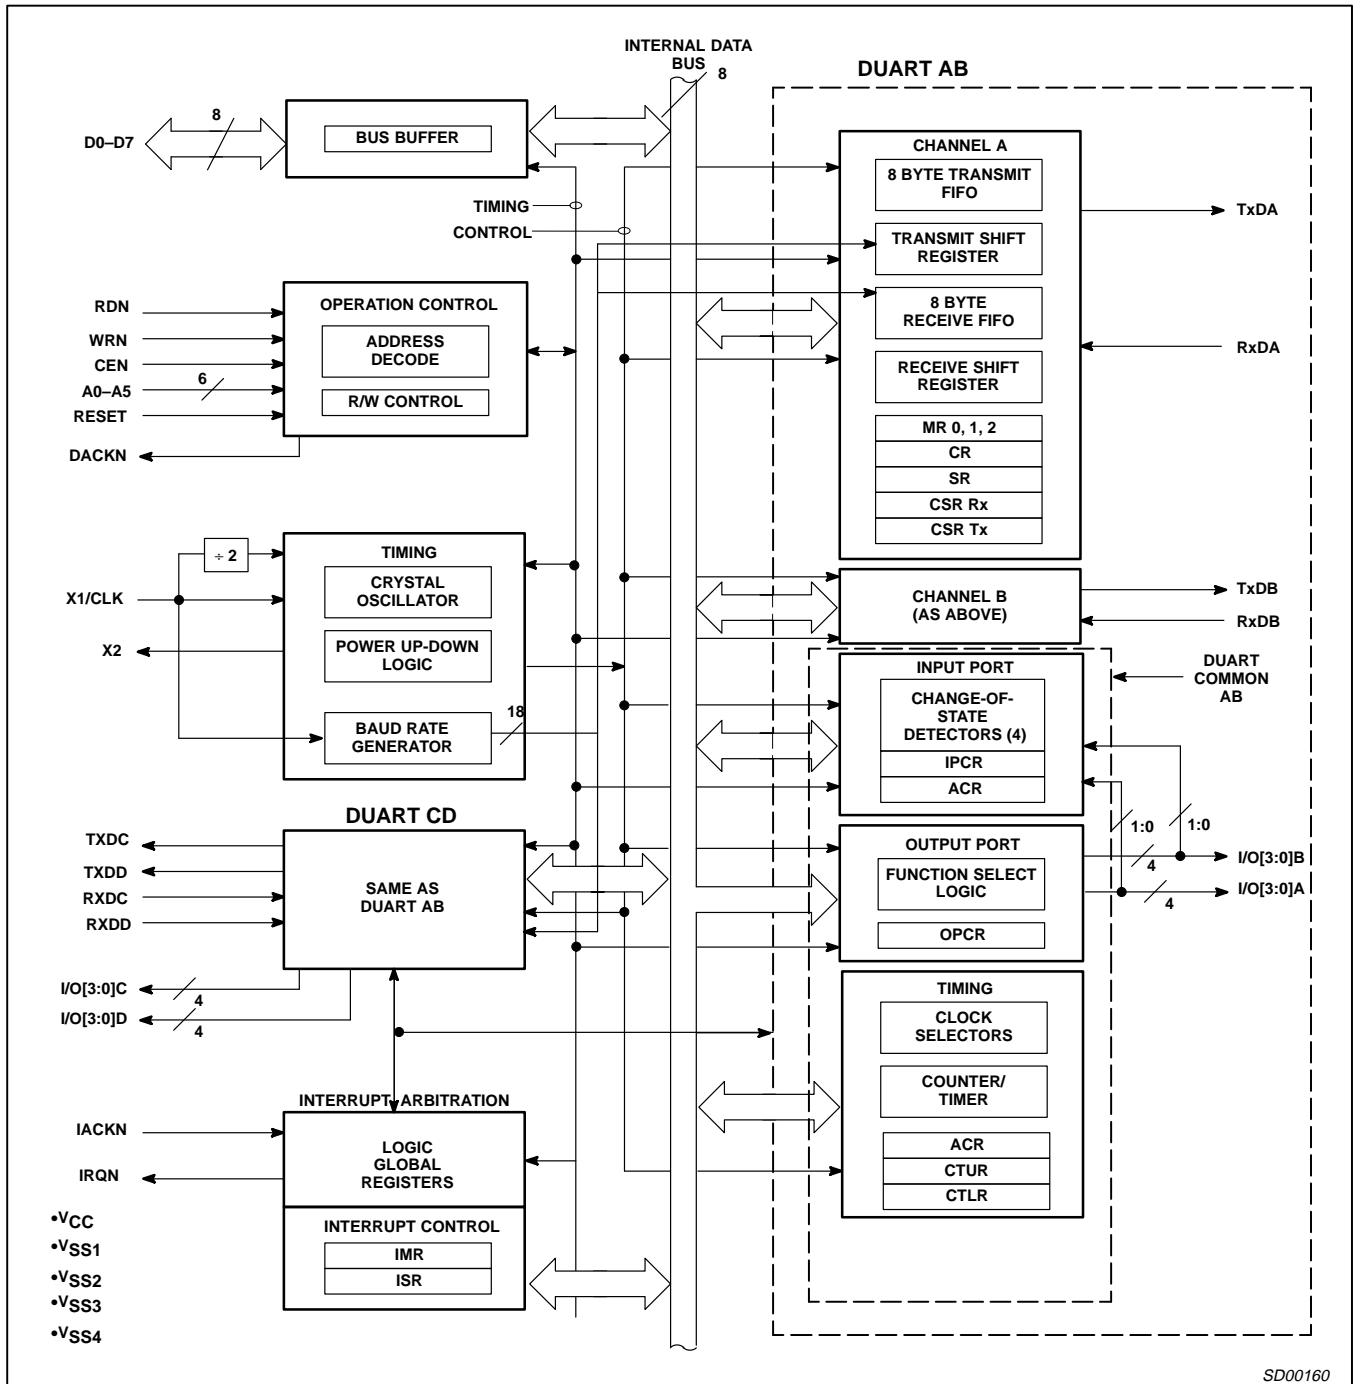 INTERNAL DATA
BUS
8
DUART AB
D0–D7
8
BUS BUFFER
TIMING
CONTROL
CHANNEL A
8 BYTE TRANSMIT
FIFO
TRANSMIT SHIFT
REGISTER
8 BYTE
RECEIVE FIFO
RECEIVE SHIFT
REGISTER
MR 0, 1, 2
CR
SR
CSR Rx
CSR Tx
TxDA
RxDA
RDN
WRN
CEN
A0–A5
6
RESET
DACKN
OPERATION CONTROL
ADDRESS
DECODE
R/W CONTROL
X1/CLK
X2
÷ 2
TIMING
CRYSTAL
OSCILLATOR
POWER UP-DOWN
LOGIC
BAUD RATE
GENERATOR
18
CHANNEL B
(AS ABOVE)
TxDB
RxDB
DUART
COMMON
AB
INPUT PORT
CHANGE-OF-
STATE
DETECTORS (4)
IPCR
ACR
1:0
1:0
DUART CD
TXDC
TXDD
RXDC
RXDD
SAME AS
DUART AB
I/O[3:0]C
4
I/O[3:0]D
4
OUTPUT PORT
FUNCTION SELECT
LOGIC
OPCR
4
I/O[3:0]B
4
I/O[3:0]A
TIMING
CLOCK
SELECTORS
COUNTER/
TIMER
ACR
CTUR
CTLR
INTERRUPT ARBITRATION
IACKN
IRQN
LOGIC
GLOBAL
REGISTERS
INTERRUPT CONTROL
IMR
ISR
•VCC
•VSS1
•VSS2
•VSS3
•VSS4
SD00160